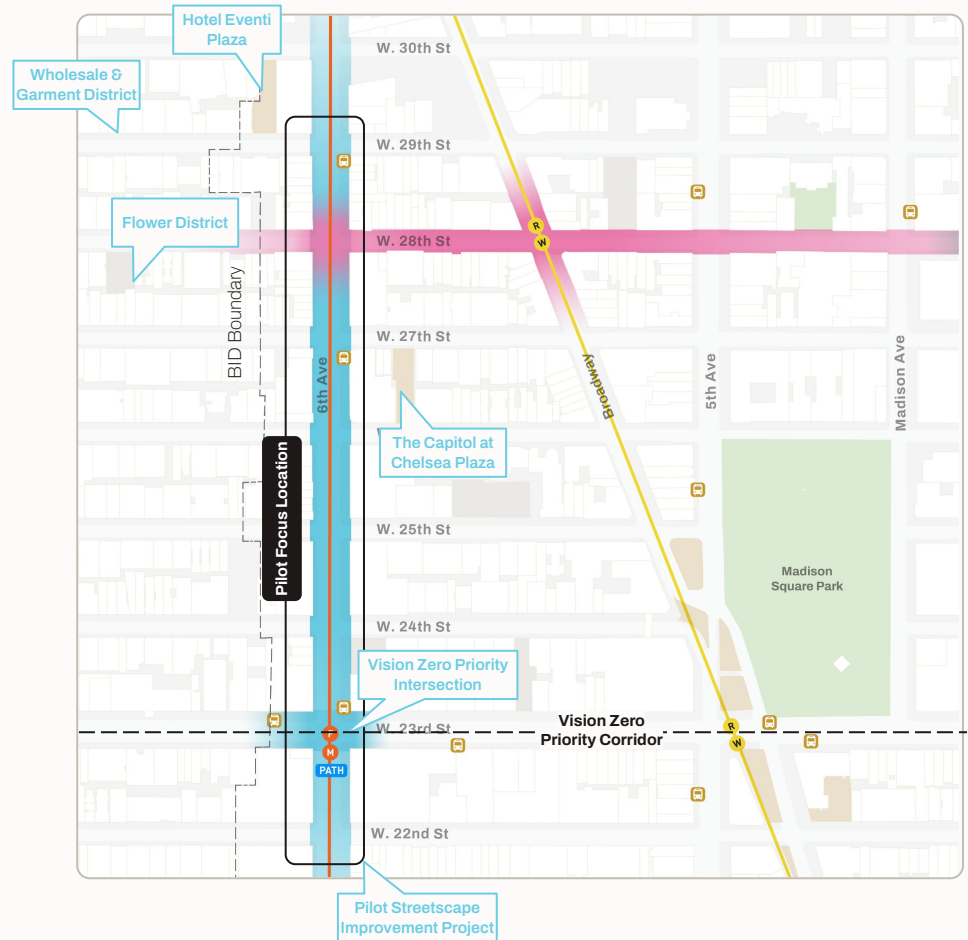 Hotel Eventi
Plaza
W. 30th St
Wholesale &
Garment District
W. 29th St
Flower District
R
W
W. 28th St
BID Boundary
W. 27th St
6th Ave
Broadway
5th Ave
Madison Ave
The Capitol at
Chelsea Plaza
Pilot Focus Location
W. 25th St
Madison
Square Park
W. 24th St
Vision Zero Priority
Intersection
W. 23rd St
Vision Zero
Priority Corridor
R
W
F
M
PATH
W. 22nd St
Pilot Streetscape
Improvement Project